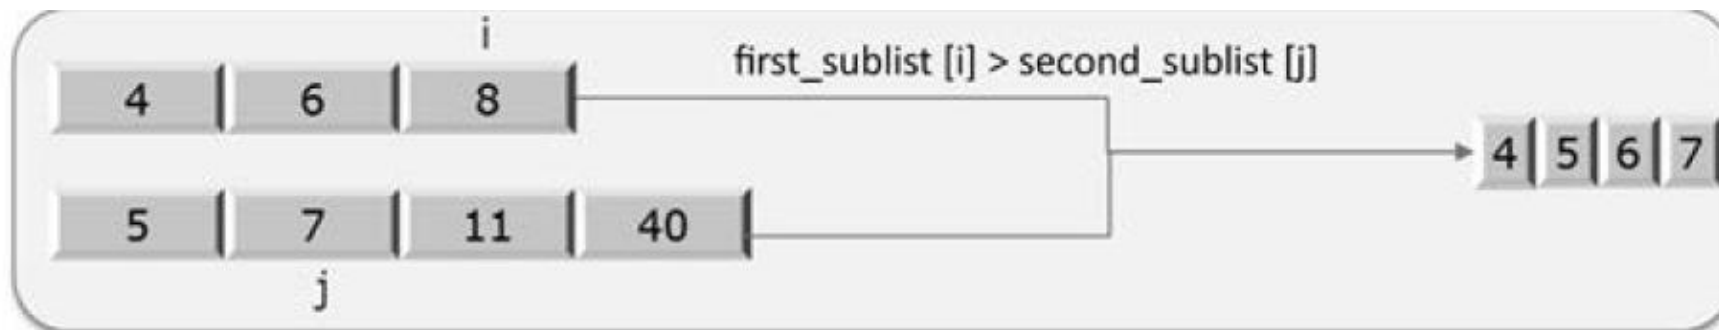 i
first_sublist [i] > second_sublist [j]
4 6 8
4 5 6 7
5 7 11 40
j